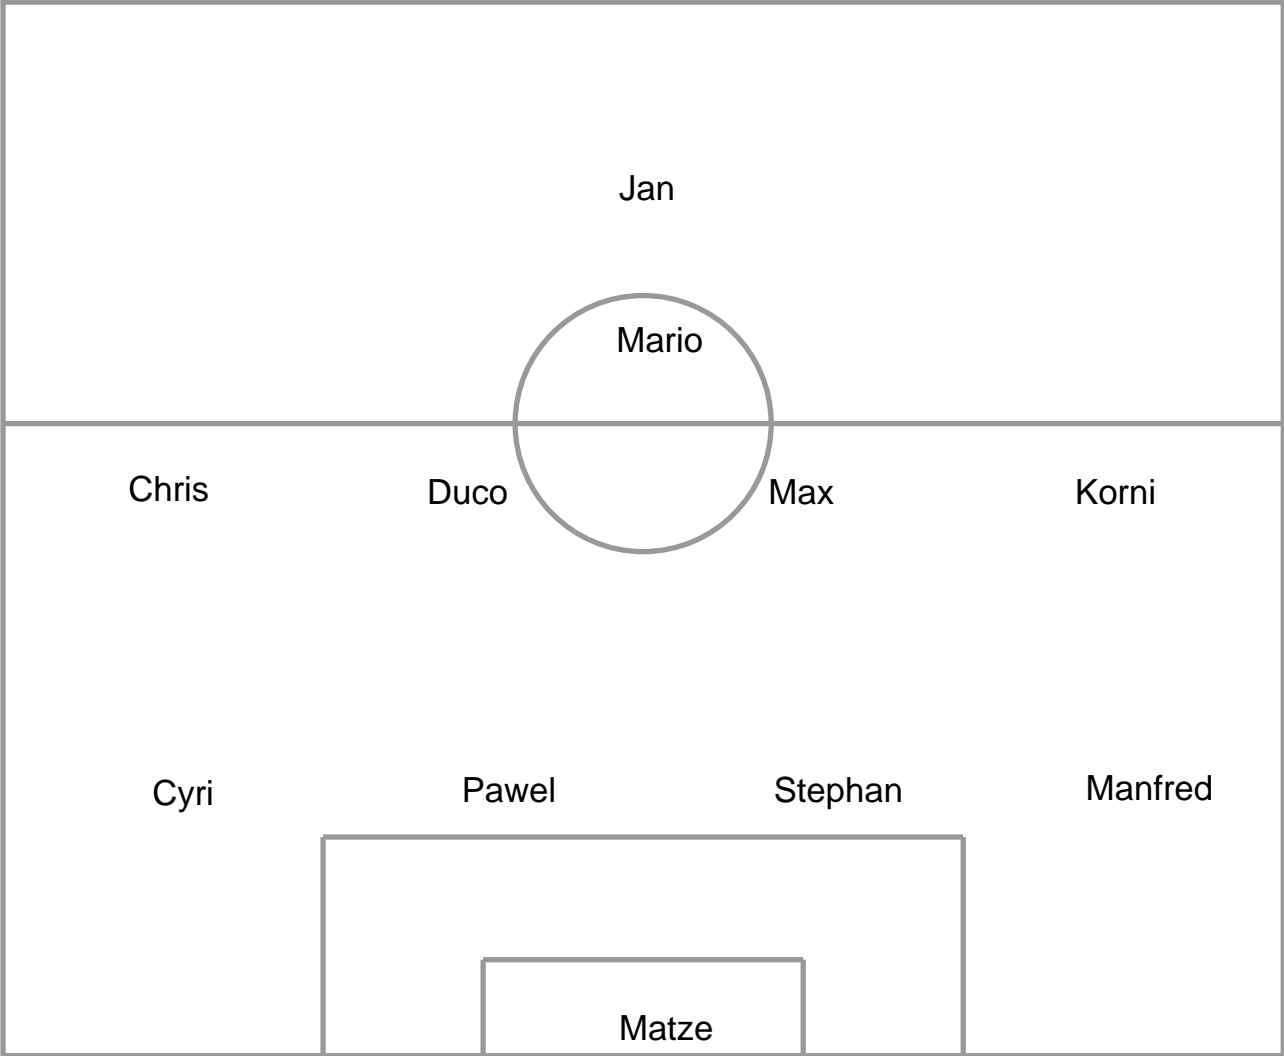 Jan
Mario
Chris Duco Max Korni
Cyri Pawel Stephan Manfred
Matze